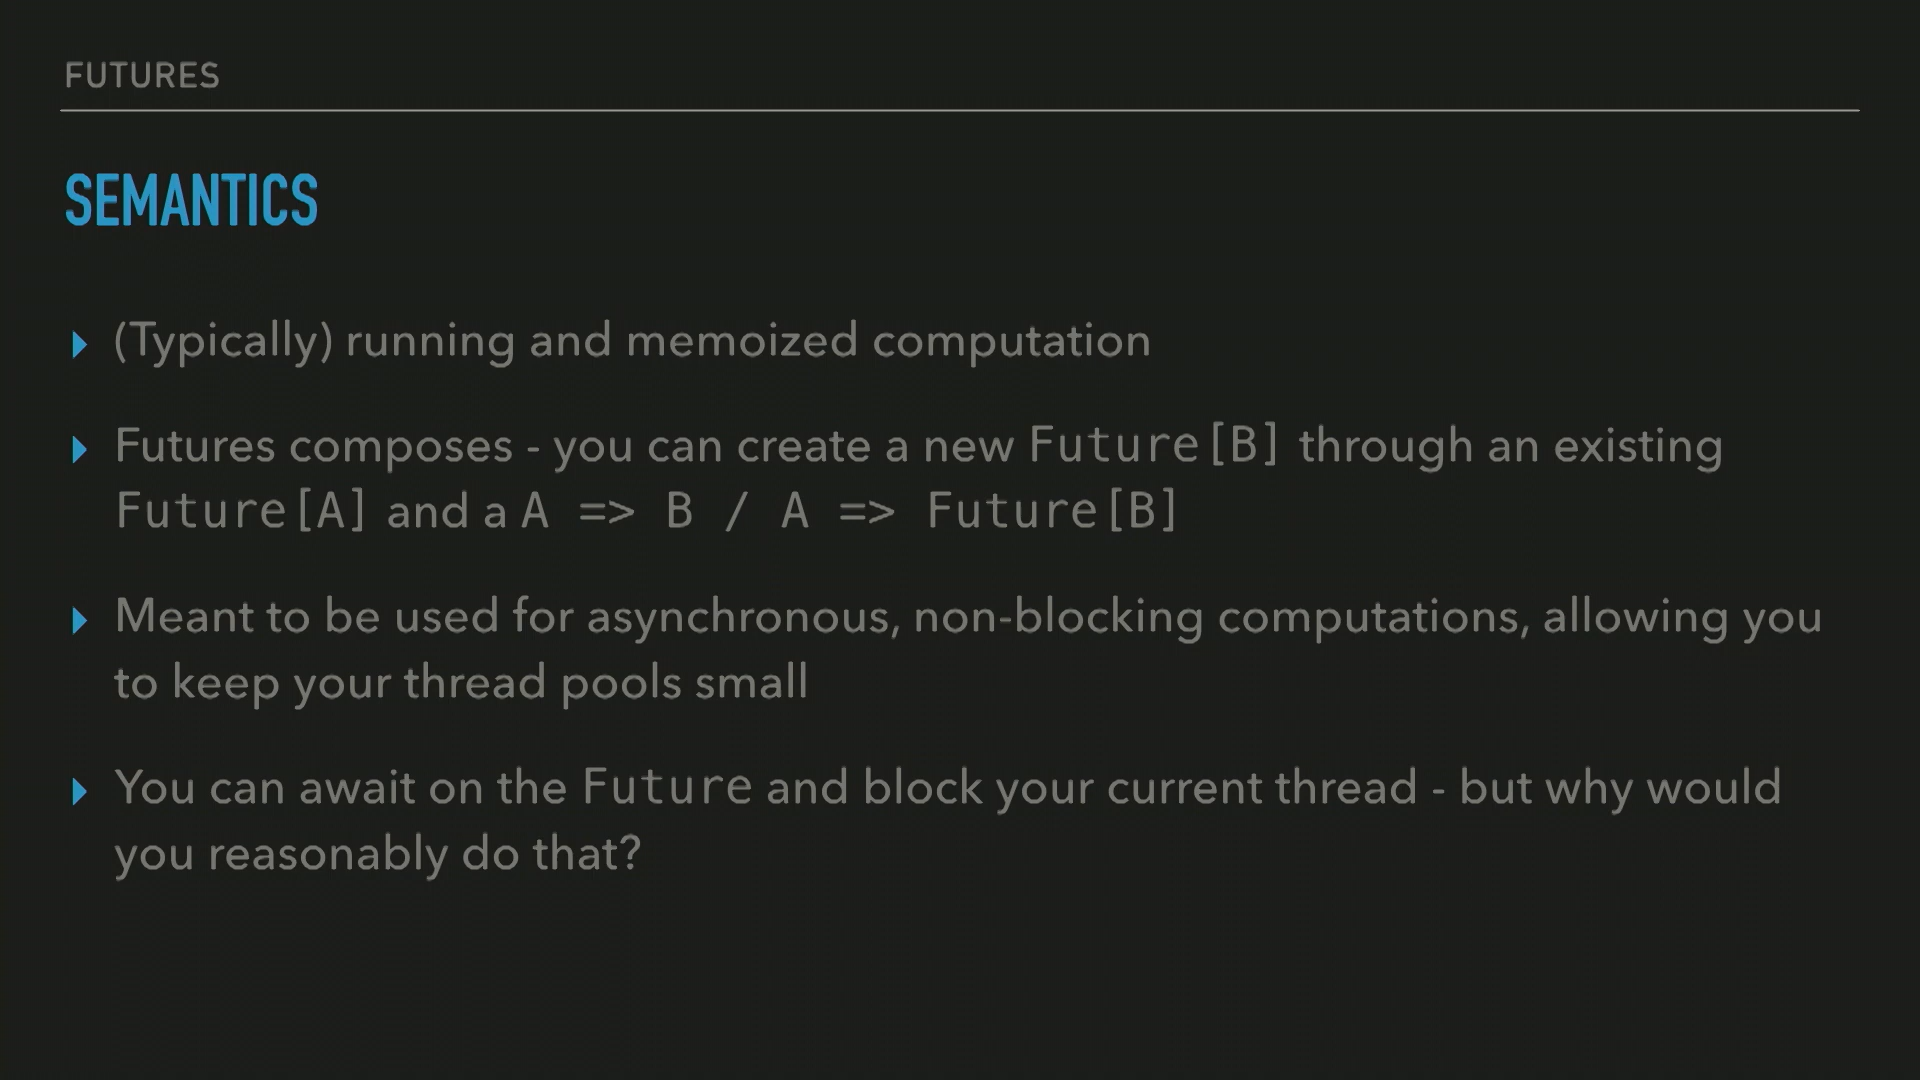 FUTURES
SEMANTICS
(Typically) running and memoized computation
Futures composes - you can create a new Future[B] through an existing
Future[A] and a A => B / A => Future[B]
Meant to be used for asynchronous, non-blocking computations, allowing you
to keep your thread pools small
You can await on the Future and block your current thread - but why would
you reasonably do that?